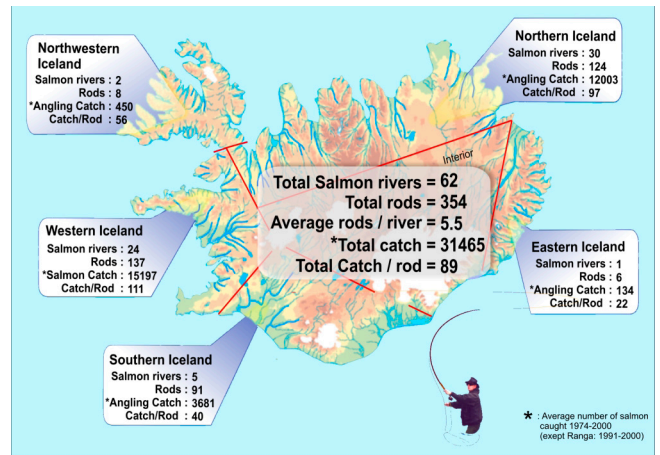 Northwestern
Iceland
Salmon rivers : 2
Rods : 8
*Angling Catch : 450
Catch/Rod : 56
Northern Iceland
Salmon rivers : 30
Rods : 124
*Angling Catch : 12003
Catch/Rod : 97
Interior
Total Salmon rivers = 62
Total rods = 354
Average rods / river = 5.5
*Total catch = 31465
Total Catch / rod = 89
Western Iceland
Salmon rivers : 24
Rods : 137
*Salmon Catch : 15197
Catch/Rod : 111
Eastern Iceland
Salmon rivers : 1
Rods : 6
*Angling Catch : 134
Catch/Rod : 22
Southern Iceland
Salmon rivers : 5
Rods : 91
*Angling Catch : 3681
Catch/Rod : 40
* : Average number of salmon
caught 1974-2000
(exept Ranga: 1991-2000)